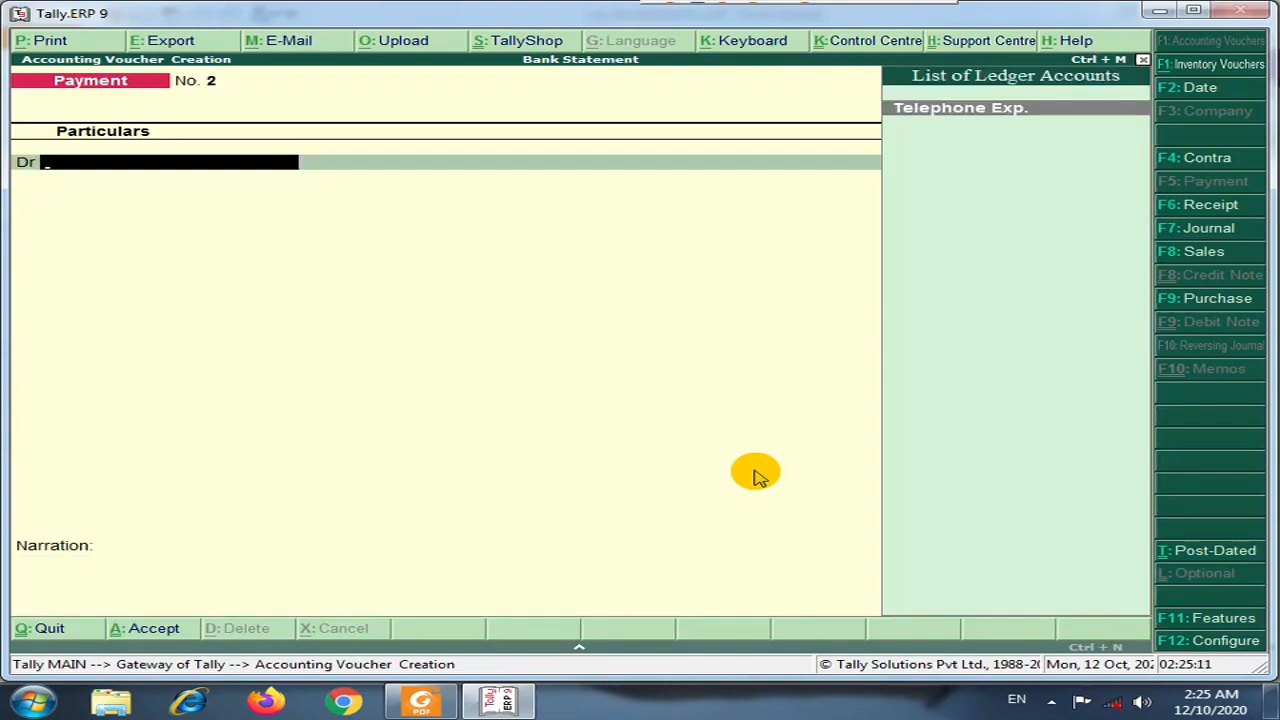 Tally.ERP 9
P: Print E: Export M: E-Mail O: Upload S: TallyShop G: Language K: Keyboard K: Control Centre H: Support Centre H: Help
Accounting Voucher Creation Bank Statement Ctrl + M
Payment No. 2
Particulars
Dr
Narration:
List of Ledger Accounts
Telephone Exp.
F1: Accounting Vouchers
F1: Inventory Vouchers
F2: Date
F3: Company
F4: Contra
F5: Payment
F6: Receipt
F7: Journal
F8: Sales
F8: Credit Note
F9: Purchase
F9: Debit Note
F10: Reversing Journal
F10: Memos
T: Post-Dated
L: Optional
F11: Features
F12: Configure
Q: Quit A: Accept D: Delete X: Cancel
Ctrl + N
Tally MAIN --> Gateway of Tally --> Accounting Voucher Creation © Tally Solutions Pvt Ltd., 1988-20 Mon, 12 Oct, 202 02:25:11
PDF Tally ERP 9 EN 2:25 AM
12/10/2020